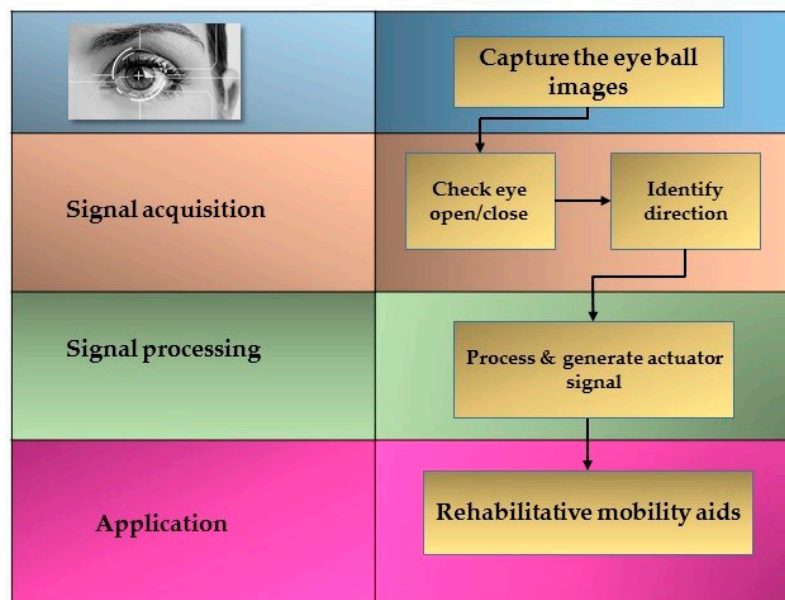 Capture the eye ball
images
Signal acquisition
Check eye
open/close
Identify
direction
Signal processing
Process & generate actuator
signal
Application
Rehabilitative mobility aids